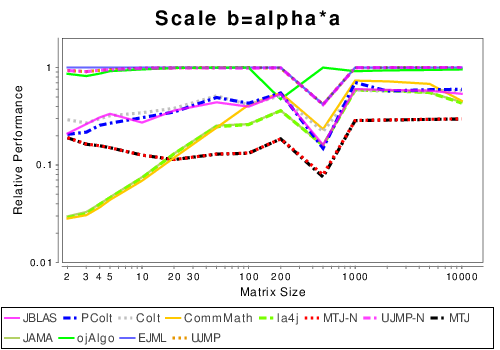 Scale b=alpha*a
Relative Performance
1
0.1
0.01
2 3 4 5 10 20 30 100 200 1000 10000
Matrix Size
JBLAS PColt Colt CommMath la4j MTJ-N UJMP-N MTJ
JAMA ojAlgo EJML UJMP